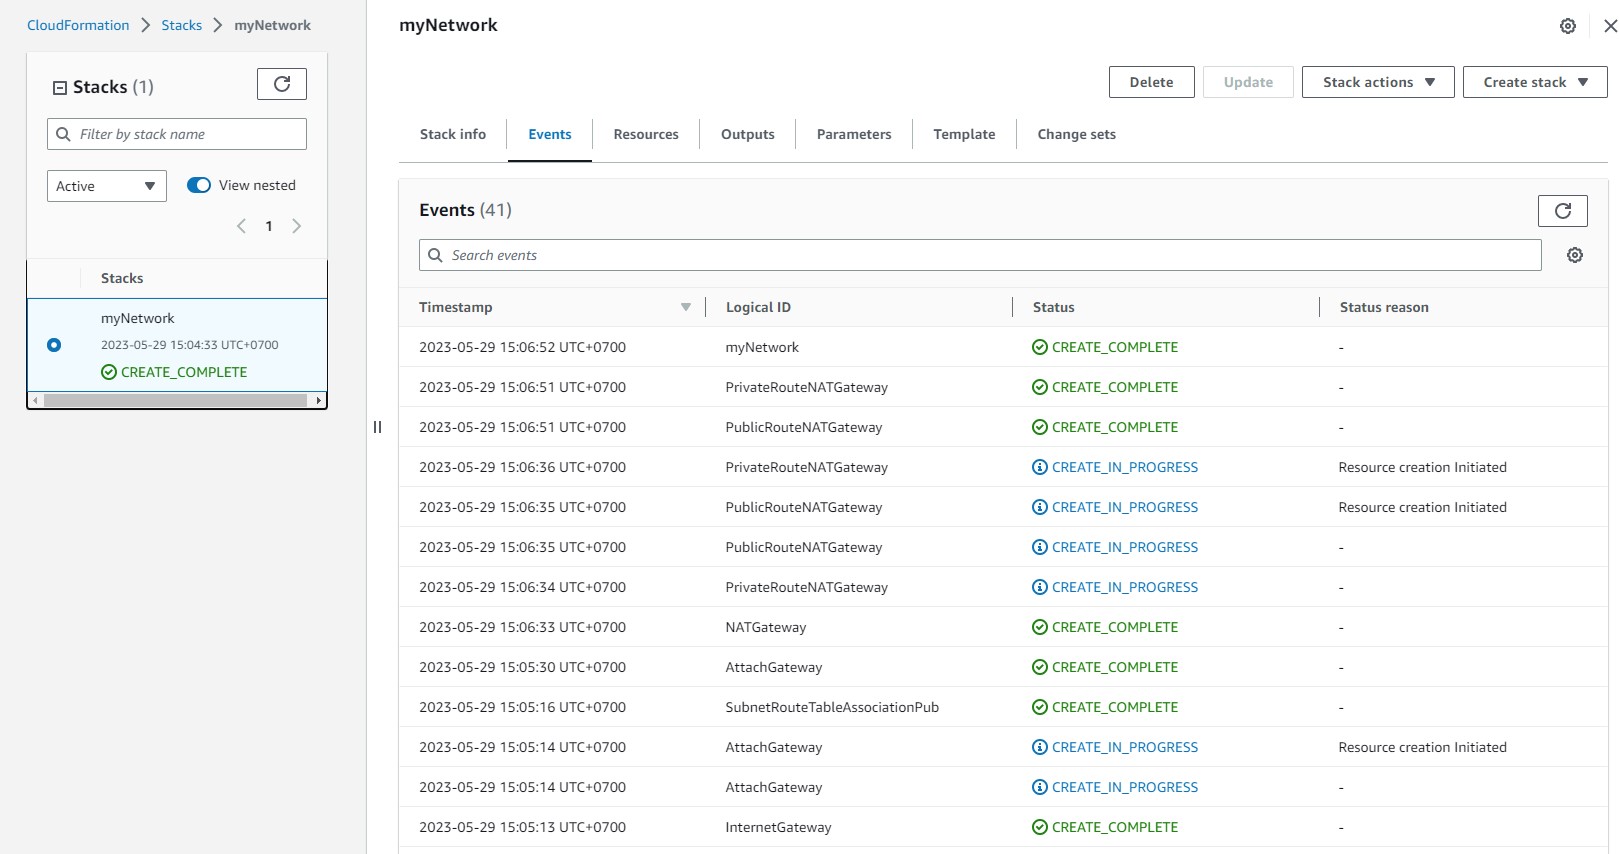 CloudFormation > Stacks > myNetwork
Stacks (1)
Filter by stack name
Active View nested
1
Stacks
myNetwork
2023-05-29 15:04:33 UTC+0700
CREATE_COMPLETE
myNetwork
Delete Update Stack actions Create stack
Stack info Events Resources Outputs Parameters Template Change sets
Events (41)
Search events
Timestamp Logical ID Status Status reason
2023-05-29 15:06:52 UTC+0700 myNetwork CREATE_COMPLETE -
2023-05-29 15:06:51 UTC+0700 PrivateRouteNATGateway CREATE_COMPLETE -
2023-05-29 15:06:51 UTC+0700 PublicRouteNATGateway CREATE_COMPLETE -
2023-05-29 15:06:36 UTC+0700 PrivateRouteNATGateway CREATE_IN_PROGRESS Resource creation Initiated
2023-05-29 15:06:35 UTC+0700 PublicRouteNATGateway CREATE_IN_PROGRESS Resource creation Initiated
2023-05-29 15:06:35 UTC+0700 PublicRouteNATGateway CREATE_IN_PROGRESS -
2023-05-29 15:06:34 UTC+0700 PrivateRouteNATGateway CREATE_IN_PROGRESS -
2023-05-29 15:06:33 UTC+0700 NATGateway CREATE_COMPLETE -
2023-05-29 15:05:30 UTC+0700 AttachGateway CREATE_COMPLETE -
2023-05-29 15:05:16 UTC+0700 SubnetRouteTableAssociationPub CREATE_COMPLETE -
2023-05-29 15:05:14 UTC+0700 AttachGateway CREATE_IN_PROGRESS Resource creation Initiated
2023-05-29 15:05:14 UTC+0700 AttachGateway CREATE_IN_PROGRESS -
2023-05-29 15:05:13 UTC+0700 InternetGateway CREATE_COMPLETE -